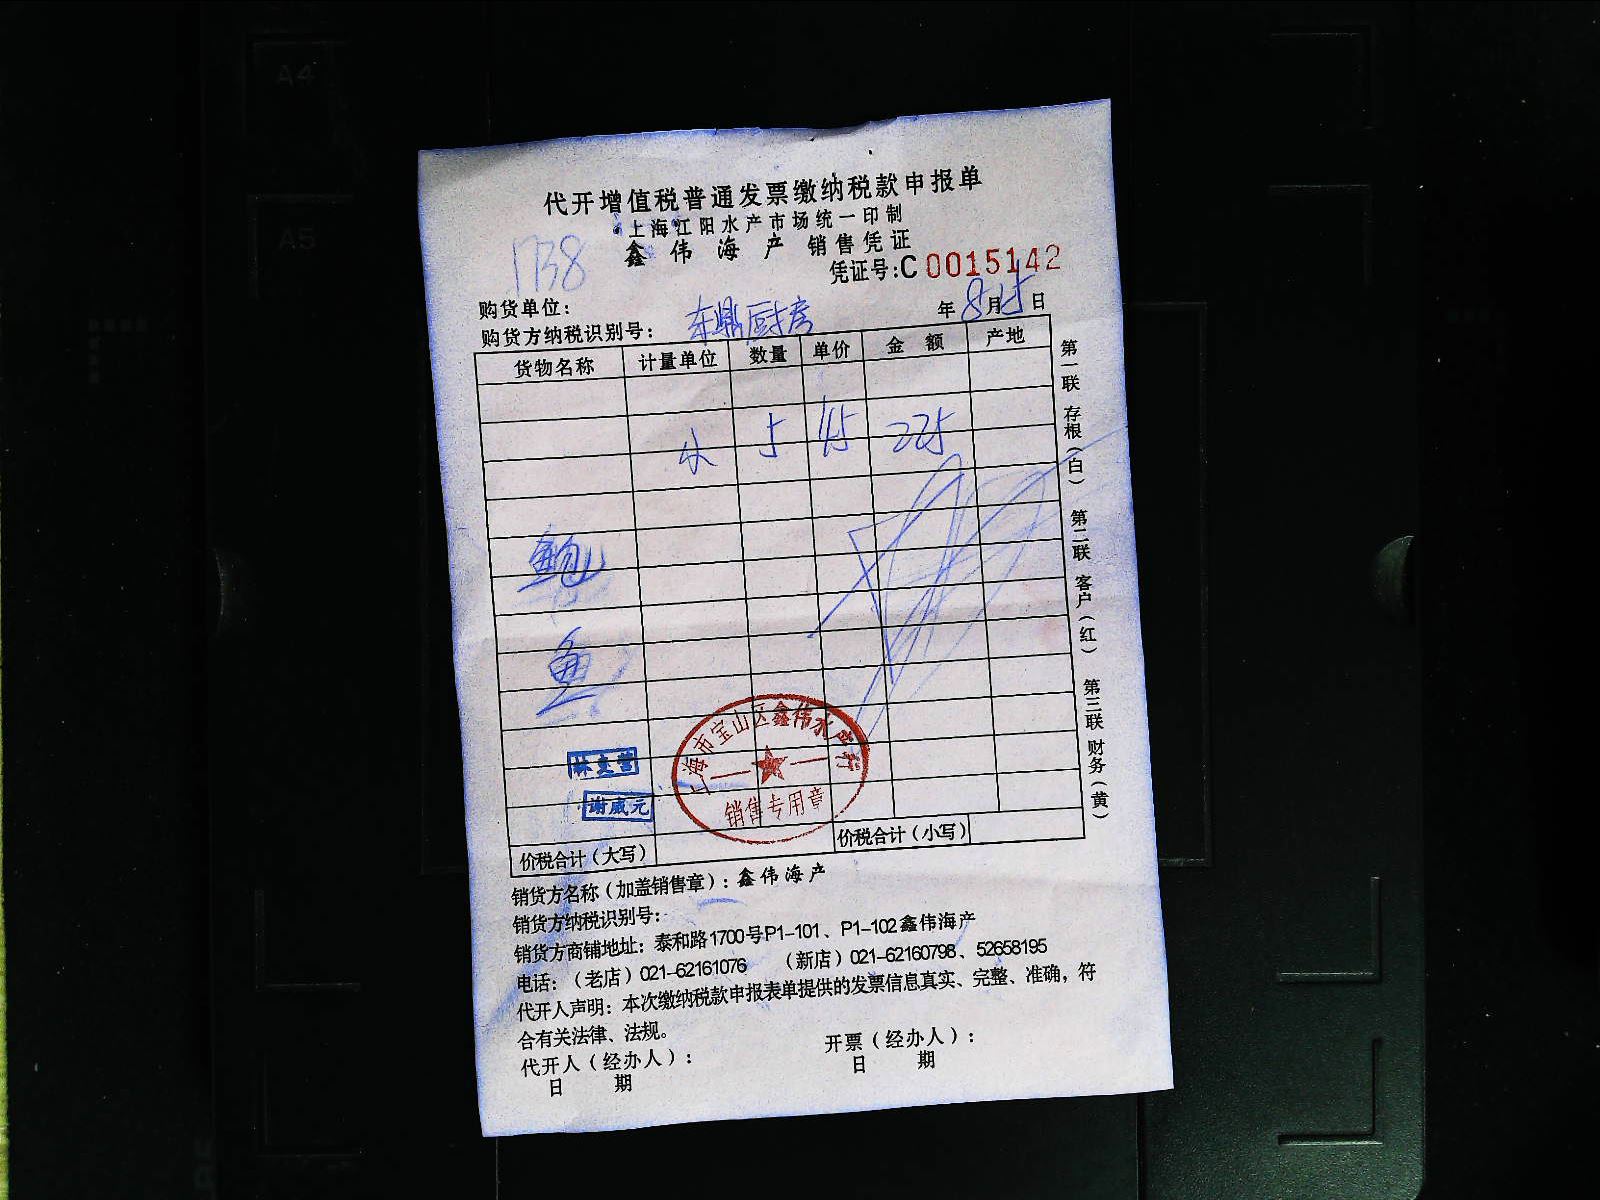 A4
A5
代开增值税普通发票缴纳税款申报单
上海江阳水产市场统一印制
鑫伟海产 销售凭证
1738
凭证号:C 0015142
购货单位:
年 8月15日
购货方纳税识别号: 东鼎厨房
货物名称 计量单位 数量 单价 金额 产地
5 45 225
鲍
鱼
林克营
谢威元
上海市宝山区鑫伟水产行
销售专用章
价税合计(大写) 价税合计(小写)
第一联 存根(白) 第二联 客户(红) 第三联 财务(黄)
销货方名称(加盖销售章):鑫伟海产
销货方纳税识别号:
销货方商铺地址:泰和路1700号P1-101、P1-102鑫伟海产
电话:(老店)021-62161076 (新店)021-62160798、52658195
代开人声明:本次缴纳税款申报表单提供的发票信息真实、完整、准确,符
合有关法律、法规。
代开人(经办人): 开票(经办人):
日 期 日 期